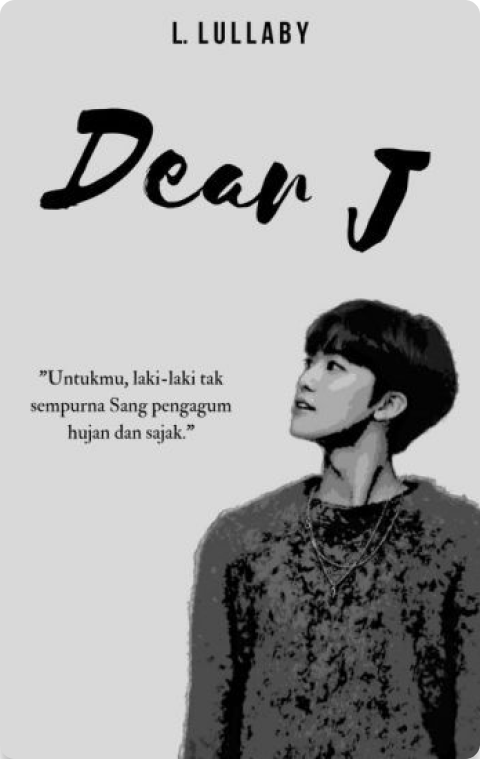 L. LULLABY
Dear J
"Untukmu, laki-laki tak
sempurna Sang pengagum
hujan dan sajak."